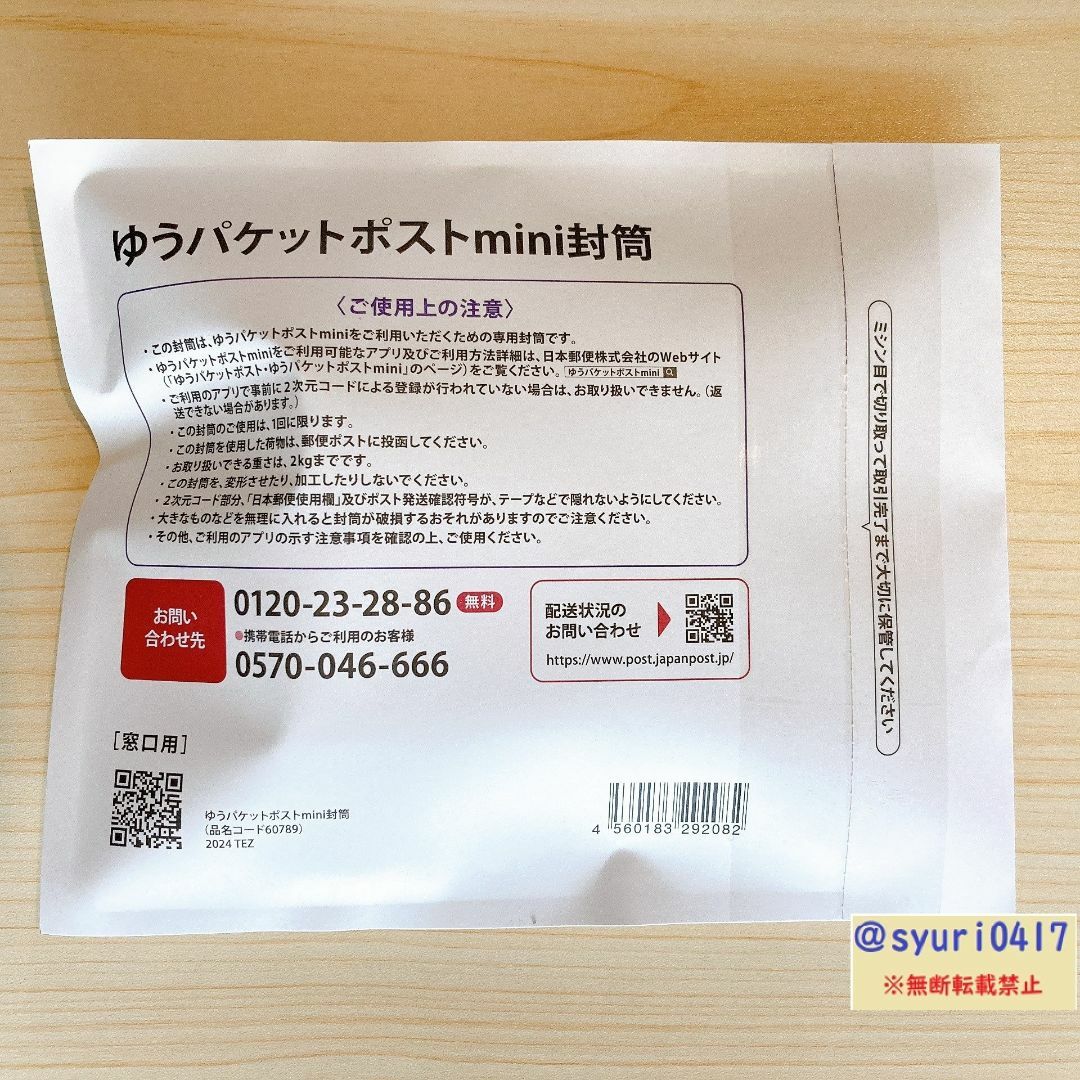 ゆうパケットポストmini封筒
〈ご使用上の注意〉
・この封筒は、ゆうパケットポストminiをご利用いただくための専用封筒です。
・ゆうパケットポストminiをご利用可能なアプリ及びご利用方法詳細は、日本郵便株式会社のWebサイト
(「ゆうパケットポスト・ゆうパケットポストmini」のページ)をご覧ください。 ゆうパケットポストmini
・ご利用のアプリで事前に2次元コードによる登録が行われていない場合は、お取り扱いできません。(返
送できない場合があります。)
・この封筒のご使用は、1回に限ります。
・この封筒を使用した荷物は、郵便ポストに投函してください。
・お取り扱いできる重さは、2kgまでです。
・この封筒を、変形させたり、加工したりしないでください。
・2次元コード部分、「日本郵便使用欄」及びポスト発送確認符号が、テープなどで隠れないようにしてください。
・大きなものなどを無理に入れると封筒が破損するおそれがありますのでご注意ください。
・その他、ご利用のアプリの示す注意事項を確認の上、ご使用ください。
お問い
合わせ先
0120-23-28-86 無料
●携帯電話からご利用のお客様
0570-046-666
配送状況の
お問い合わせ
https://www.post.japanpost.jp/
ミシン目で切り取って取引完了まで大切に保管してください
[窓口用]
ゆうパケットポストmini封筒
(品名コード60789)
2024 TEZ
4 560183 292082
@syuri0417
※無断転載禁止